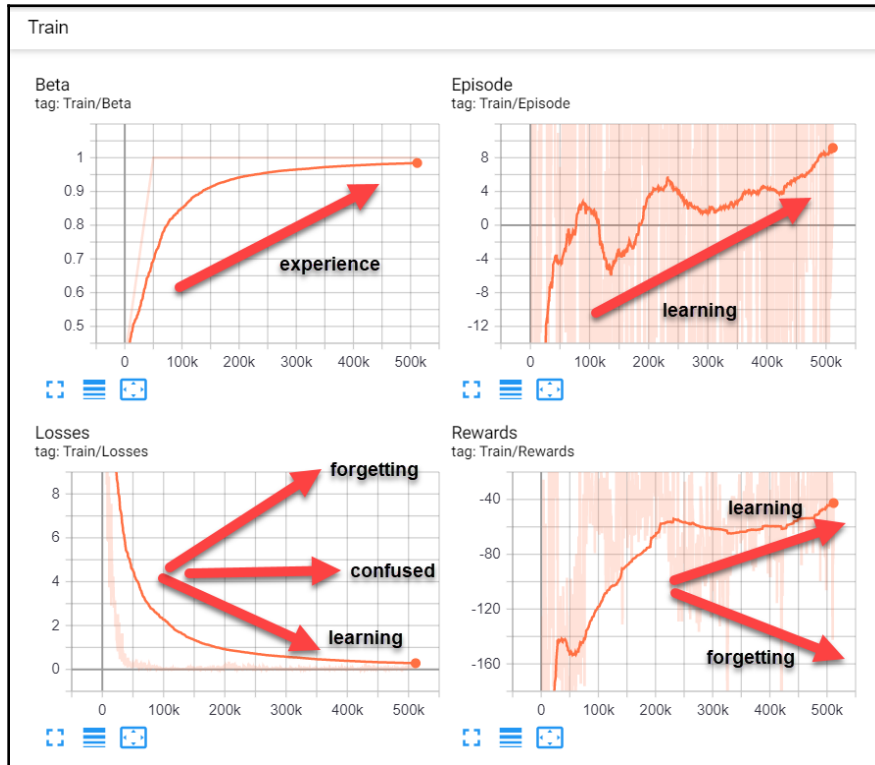 Train
Beta
tag: Train/Beta
1
0.9
0.8
0.7
0.6
0.5
0 100k 200k 300k 400k 500k
experience
Episode
tag: Train/Episode
8
4
0
-4
-8
-12
0 100k 200k 300k 400k 500k
learning
Losses
tag: Train/Losses
8
6
4
2
0
0 100k 200k 300k 400k 500k
forgetting
confused
learning
Rewards
tag: Train/Rewards
-40
-80
-120
-160
0 100k 200k 300k 400k 500k
learning
forgetting